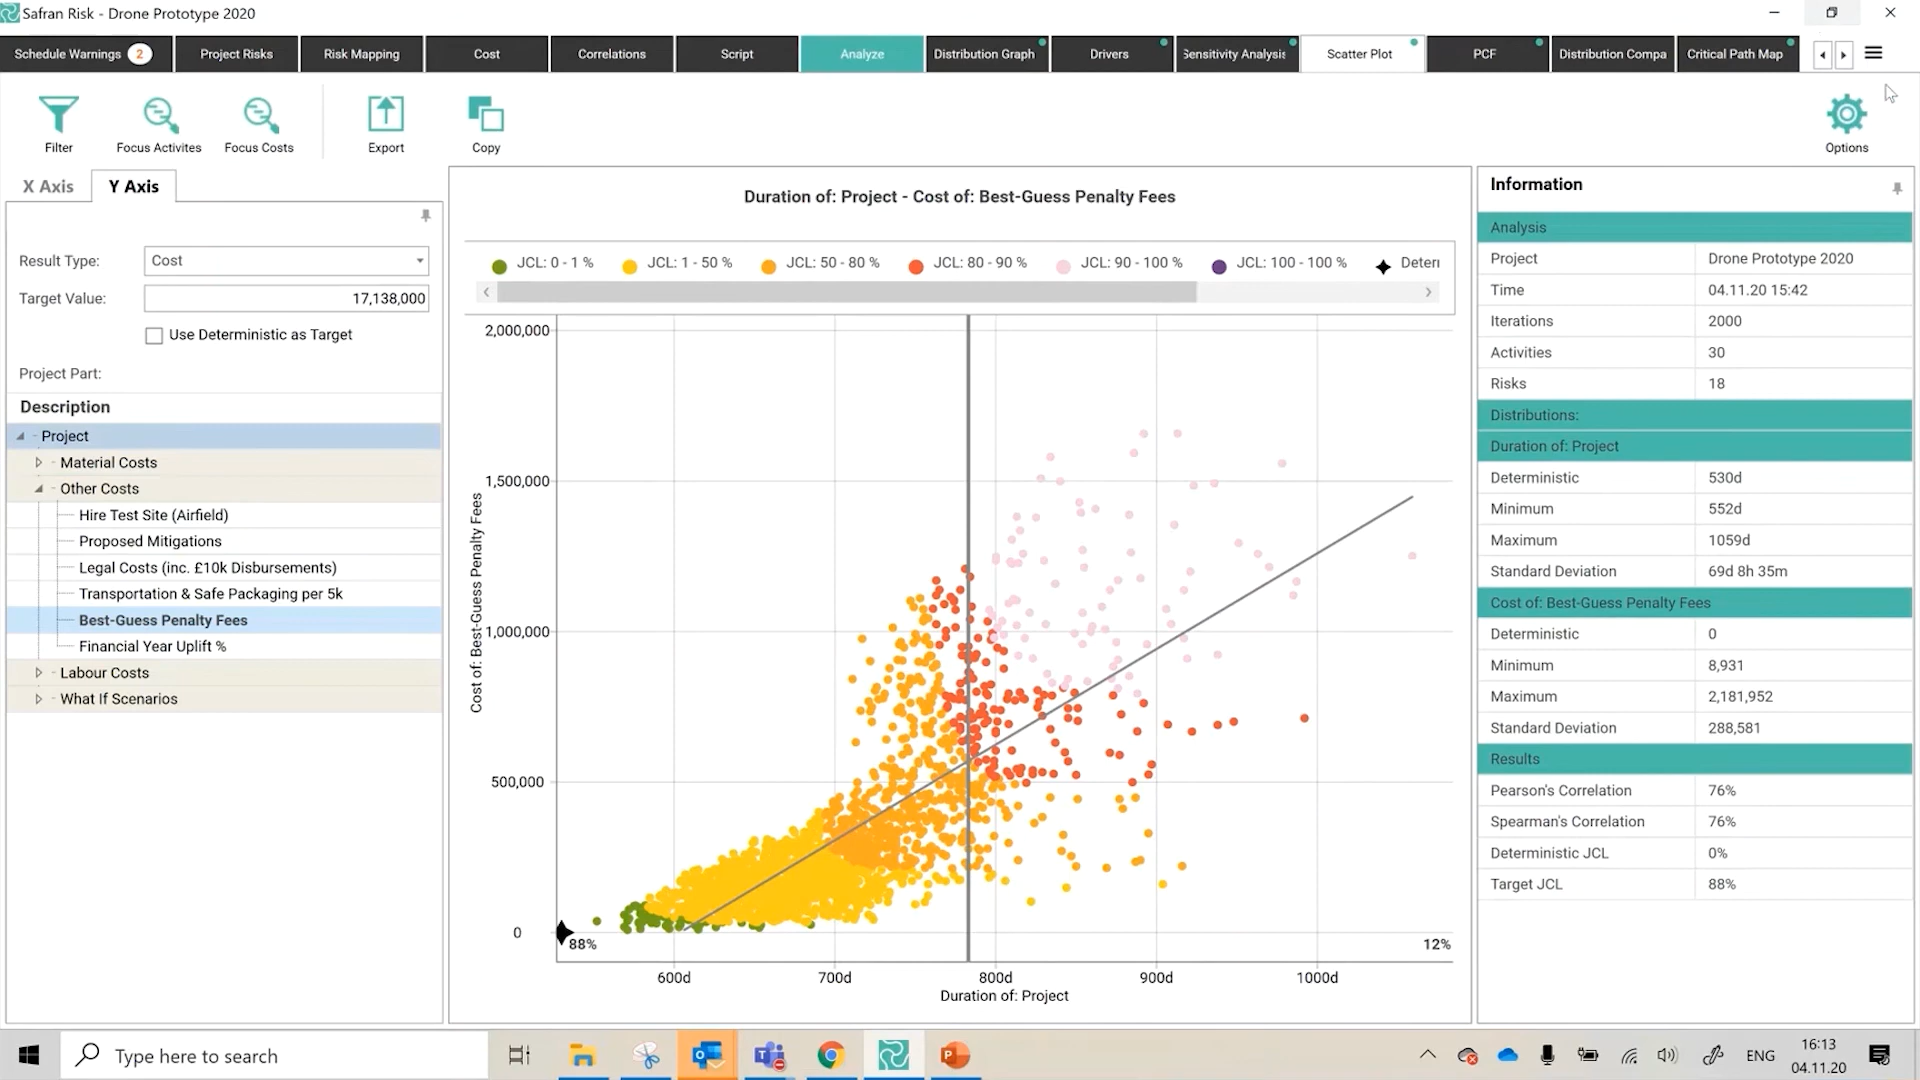 Safran Risk - Drone Prototype 2020
Schedule Warnings 2
Project Risks
Risk Mapping
Cost
Correlations
Script
Analyze
Distribution Graph
Drivers
Sensitivity Analysis
Scatter Plot
PCF
Distribution Compa
Critical Path Map
Filter
Focus Activites
Focus Costs
Export
Copy
Options
X Axis
Y Axis
Result Type:
Cost
Target Value:
17,138,000
Use Deterministic as Target
Project Part:
Description
Project
Material Costs
Other Costs
Hire Test Site (Airfield)
Proposed Mitigations
Legal Costs (inc. £10k Disbursements)
Transportation & Safe Packaging per 5k
Best-Guess Penalty Fees
Financial Year Uplift %
Labour Costs
What If Scenarios
Duration of: Project - Cost of: Best-Guess Penalty Fees
JCL: 0 - 1 %
JCL: 1 - 50 %
JCL: 50 - 80 %
JCL: 80 - 90 %
JCL: 90 - 100 %
JCL: 100 - 100 %
Deteri
Cost of: Best-Guess Penalty Fees
2,000,000
1,500,000
1,000,000
500,000
0
88%
12%
600d
700d
800d
900d
1000d
Duration of: Project
Information
Analysis
Project Drone Prototype 2020
Time 04.11.20 15:42
Iterations 2000
Activities 30
Risks 18
Distributions:
Duration of: Project
Deterministic 530d
Minimum 552d
Maximum 1059d
Standard Deviation 69d 8h 35m
Cost of: Best-Guess Penalty Fees
Deterministic 0
Minimum 8,931
Maximum 2,181,952
Standard Deviation 288,581
Results
Pearson's Correlation 76%
Spearman's Correlation 76%
Deterministic JCL 0%
Target JCL 88%
Type here to search
ENG
16:13
04.11.20